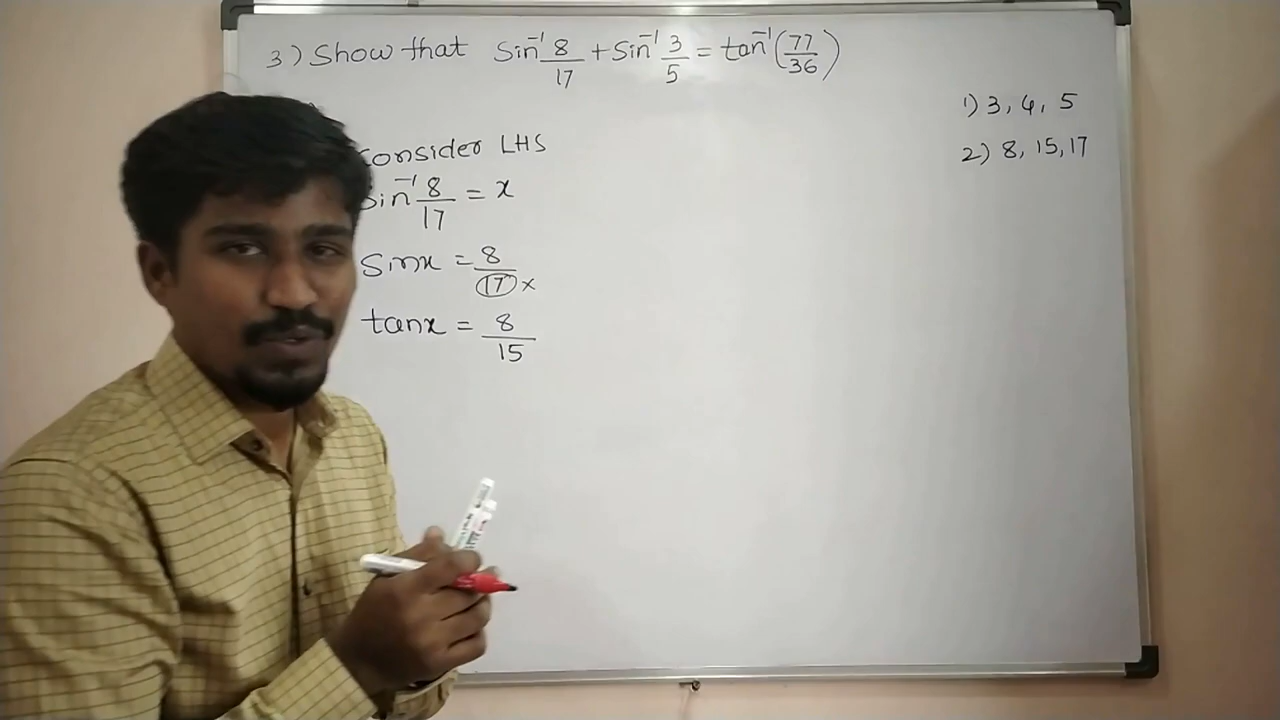 3) Show that Sin⁻¹ 8/17 + Sin⁻¹ 3/5 = tan⁻¹(77/36)
1) 3, 4, 5
2) 8, 15, 17
Consider LHS
Sin⁻¹ 8/17 = x
Sinx = 8/17 x
tanx = 8/15